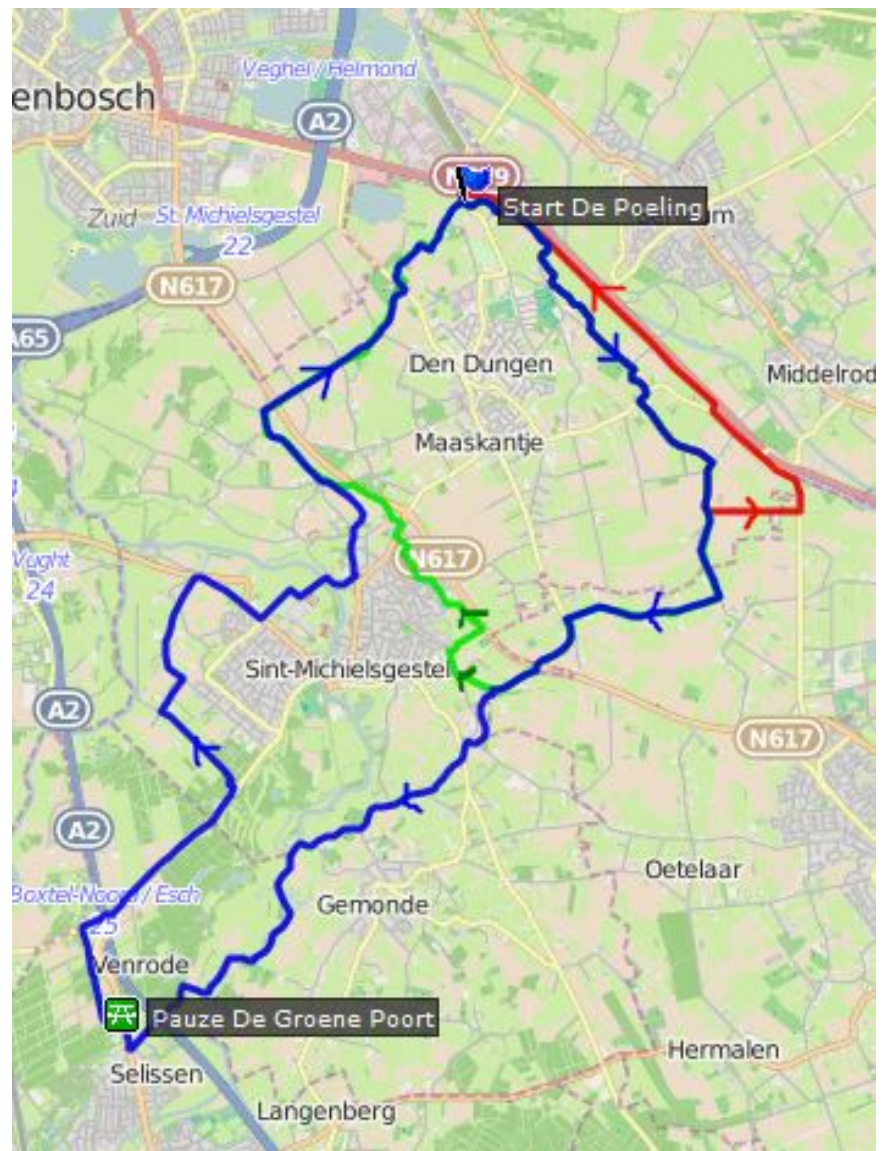 Veghel / Helmond
enbosch
A2
Start De Poeling
Zuid
St. Michielsgestel
22
N617
A65
Den Dungen
Middelrod
Maaskantje
N617
Vught
24
Sint-Michielsgestel
A2
N617
A2
Oetelaar
Boxtel-Noord / Esch
25
Gemonde
Venrode
Pauze De Groene Poort
Hermalen
Selissen
Langenberg